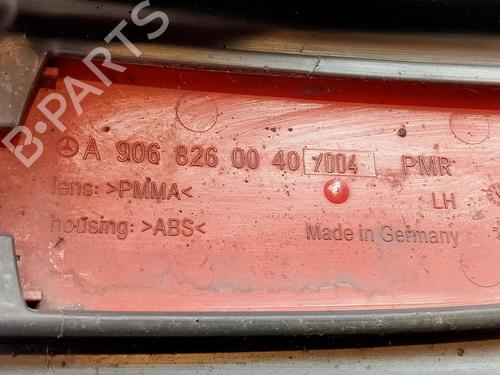 B-PARTS
A 906 826 00 40 /004 PMR
lens: >PMMA< LH
housing: >ABS< Made in Germany